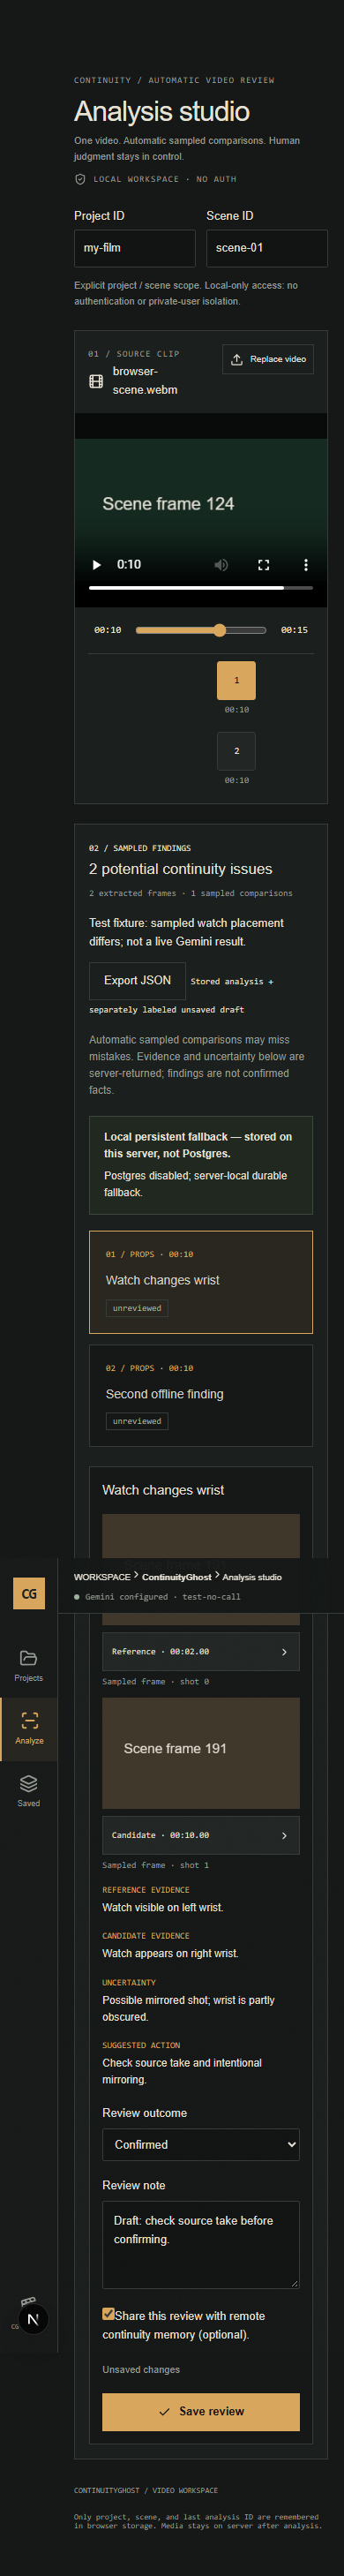 CONTINUITY / AUTOMATIC VIDEO REVIEW
Analysis studio
One video. Automatic sampled comparisons. Human
judgment stays in control.
LOCAL WORKSPACE · NO AUTH
Project ID
Scene ID
my-film
scene-01
Explicit project / scene scope. Local-only access: no
authentication or private-user isolation.
01 / SOURCE CLIP
browser-
scene.webm
Replace video
Scene frame 124
0:10
00:10
00:15
1
00:10
2
00:10
02 / SAMPLED FINDINGS
2 potential continuity issues
2 extracted frames · 1 sampled comparisons
Test fixture: sampled watch placement
differs; not a live Gemini result.
Export JSON
Stored analysis +
separately labeled unsaved draft
Automatic sampled comparisons may miss
mistakes. Evidence and uncertainty below are
server-returned; findings are not confirmed
facts.
Local persistent fallback — stored on
this server, not Postgres.
Postgres disabled; server-local durable
fallback.
01 / PROPS · 00:10
Watch changes wrist
unreviewed
02 / PROPS · 00:10
Second offline finding
unreviewed
Watch changes wrist
CG
WORKSPACE > ContinuityGhost > Analysis studio
Gemini configured · test-no-call
Projects
Analyze
Saved
Reference · 00:02.00
Sampled frame · shot 0
Scene frame 191
Candidate · 00:10.00
Sampled frame · shot 1
REFERENCE EVIDENCE
Watch visible on left wrist.
CANDIDATE EVIDENCE
Watch appears on right wrist.
UNCERTAINTY
Possible mirrored shot; wrist is partly
obscured.
SUGGESTED ACTION
Check source take and intentional
mirroring.
Review outcome
Confirmed
Review note
Draft: check source take before
confirming.
Share this review with remote
continuity memory (optional).
Unsaved changes
Save review
N
CONTINUITYGHOST / VIDEO WORKSPACE
Only project, scene, and last analysis ID are remembered
in browser storage. Media stays on server after analysis.